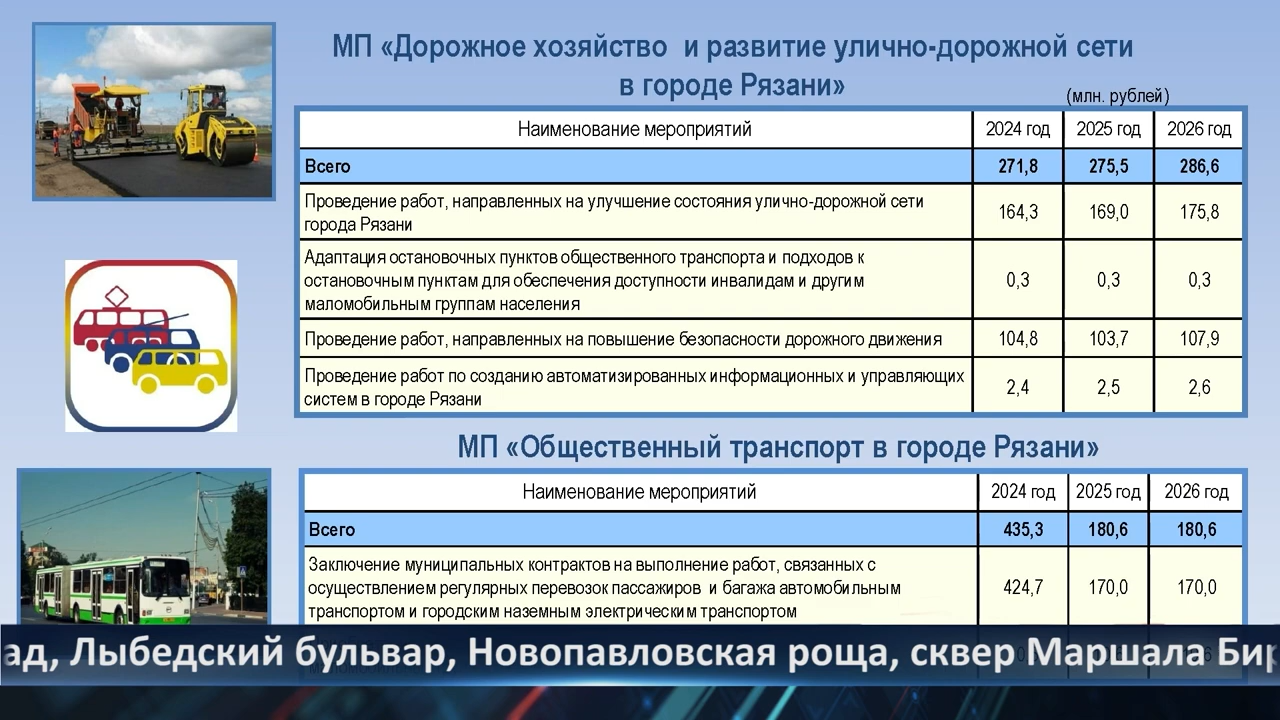 МП «Дорожное хозяйство и развитие улично-дорожной сети
в городе Рязани»
(млн. рублей)
Наименование мероприятий 2024 год 2025 год 2026 год
Всего 271,8 275,5 286,6
Проведение работ, направленных на улучшение состояния улично-дорожной сети
города Рязани 164,3 169,0 175,8
Адаптация остановочных пунктов общественного транспорта и подходов к
остановочным пунктам для обеспечения доступности инвалидам и другим
маломобильным группам населения 0,3 0,3 0,3
Проведение работ, направленных на повышение безопасности дорожного движения 104,8 103,7 107,9
Проведение работ по созданию автоматизированных информационных и управляющих
систем в городе Рязани 2,4 2,5 2,6
МП «Общественный транспорт в городе Рязани»
Наименование мероприятий 2024 год 2025 год 2026 год
Всего 435,3 180,6 180,6
Заключение муниципальных контрактов на выполнение работ, связанных с
осуществлением регулярных перевозок пассажиров и багажа автомобильным
транспортом и городским наземным электрическим транспортом 424,7 170,0 170,0
ад, Лыбедский бульвар, Новопавловская роща, сквер Маршала Бир